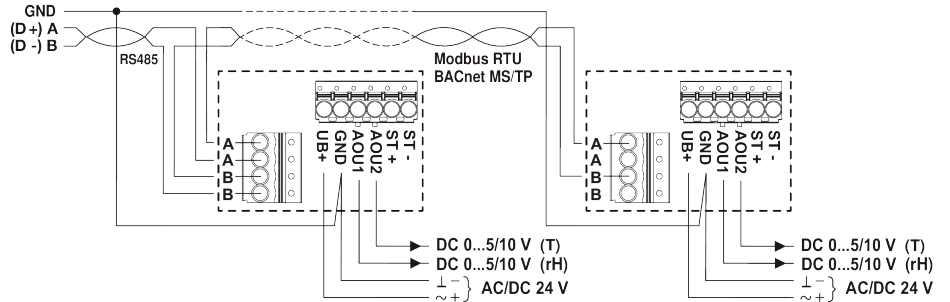 GND
(D+) A
(D -) B
RS485
Modbus RTU
BACnet MS/TP
A
A
B
B
UB+
GND
AOU1
AOU2
ST +
ST -
DC 0...5/10 V (T)
DC 0...5/10 V (rH)
⊥ −
~ + } AC/DC 24 V
A
A
B
B
UB+
GND
AOU1
AOU2
ST +
ST -
DC 0...5/10 V (T)
DC 0...5/10 V (rH)
⊥ −
~ + } AC/DC 24 V